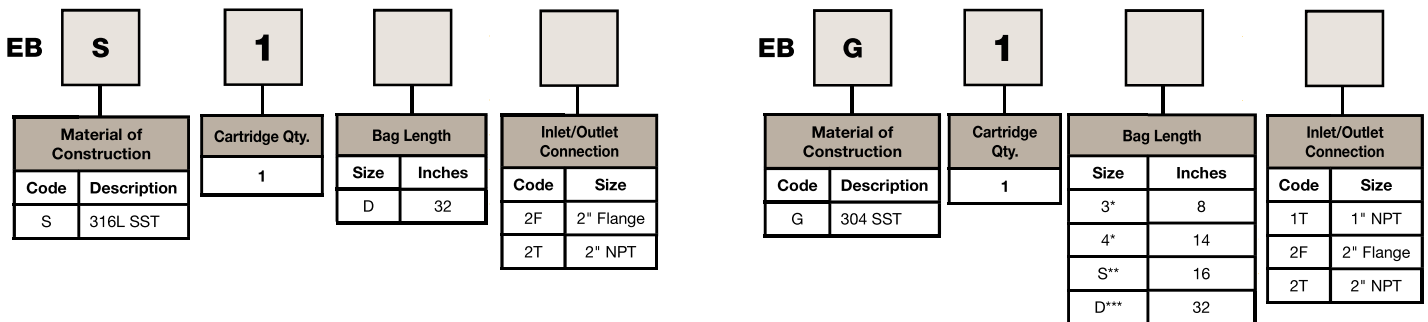 EB S 1
Material of
Construction
Code Description
S 316L SST
Cartridge Qty.
1
Bag Length
Size Inches
D 32
Inlet/Outlet
Connection
Code Size
2F 2" Flange
2T 2" NPT
EB G 1
Material of
Construction
Code Description
G 304 SST
Cartridge
Qty.
1
Bag Length
Size Inches
3* 8
4* 14
S** 16
D*** 32
Inlet/Outlet
Connection
Code Size
1T 1" NPT
2F 2" Flange
2T 2" NPT